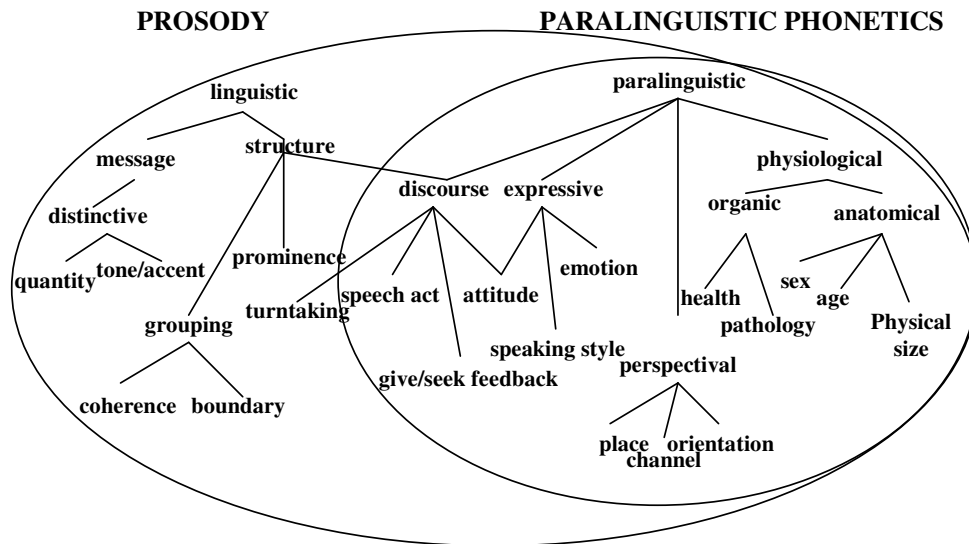 PROSODY PARALINGUISTIC PHONETICS
paralinguistic
linguistic
message structure physiological
discourse expressive organic anatomical
distinctive
quantity tone/accent prominence emotion
turntaking speech act attitude health sex age
grouping pathology Physical
speaking style size
give/seek feedback perspectival
coherence boundary
place orientation
channel